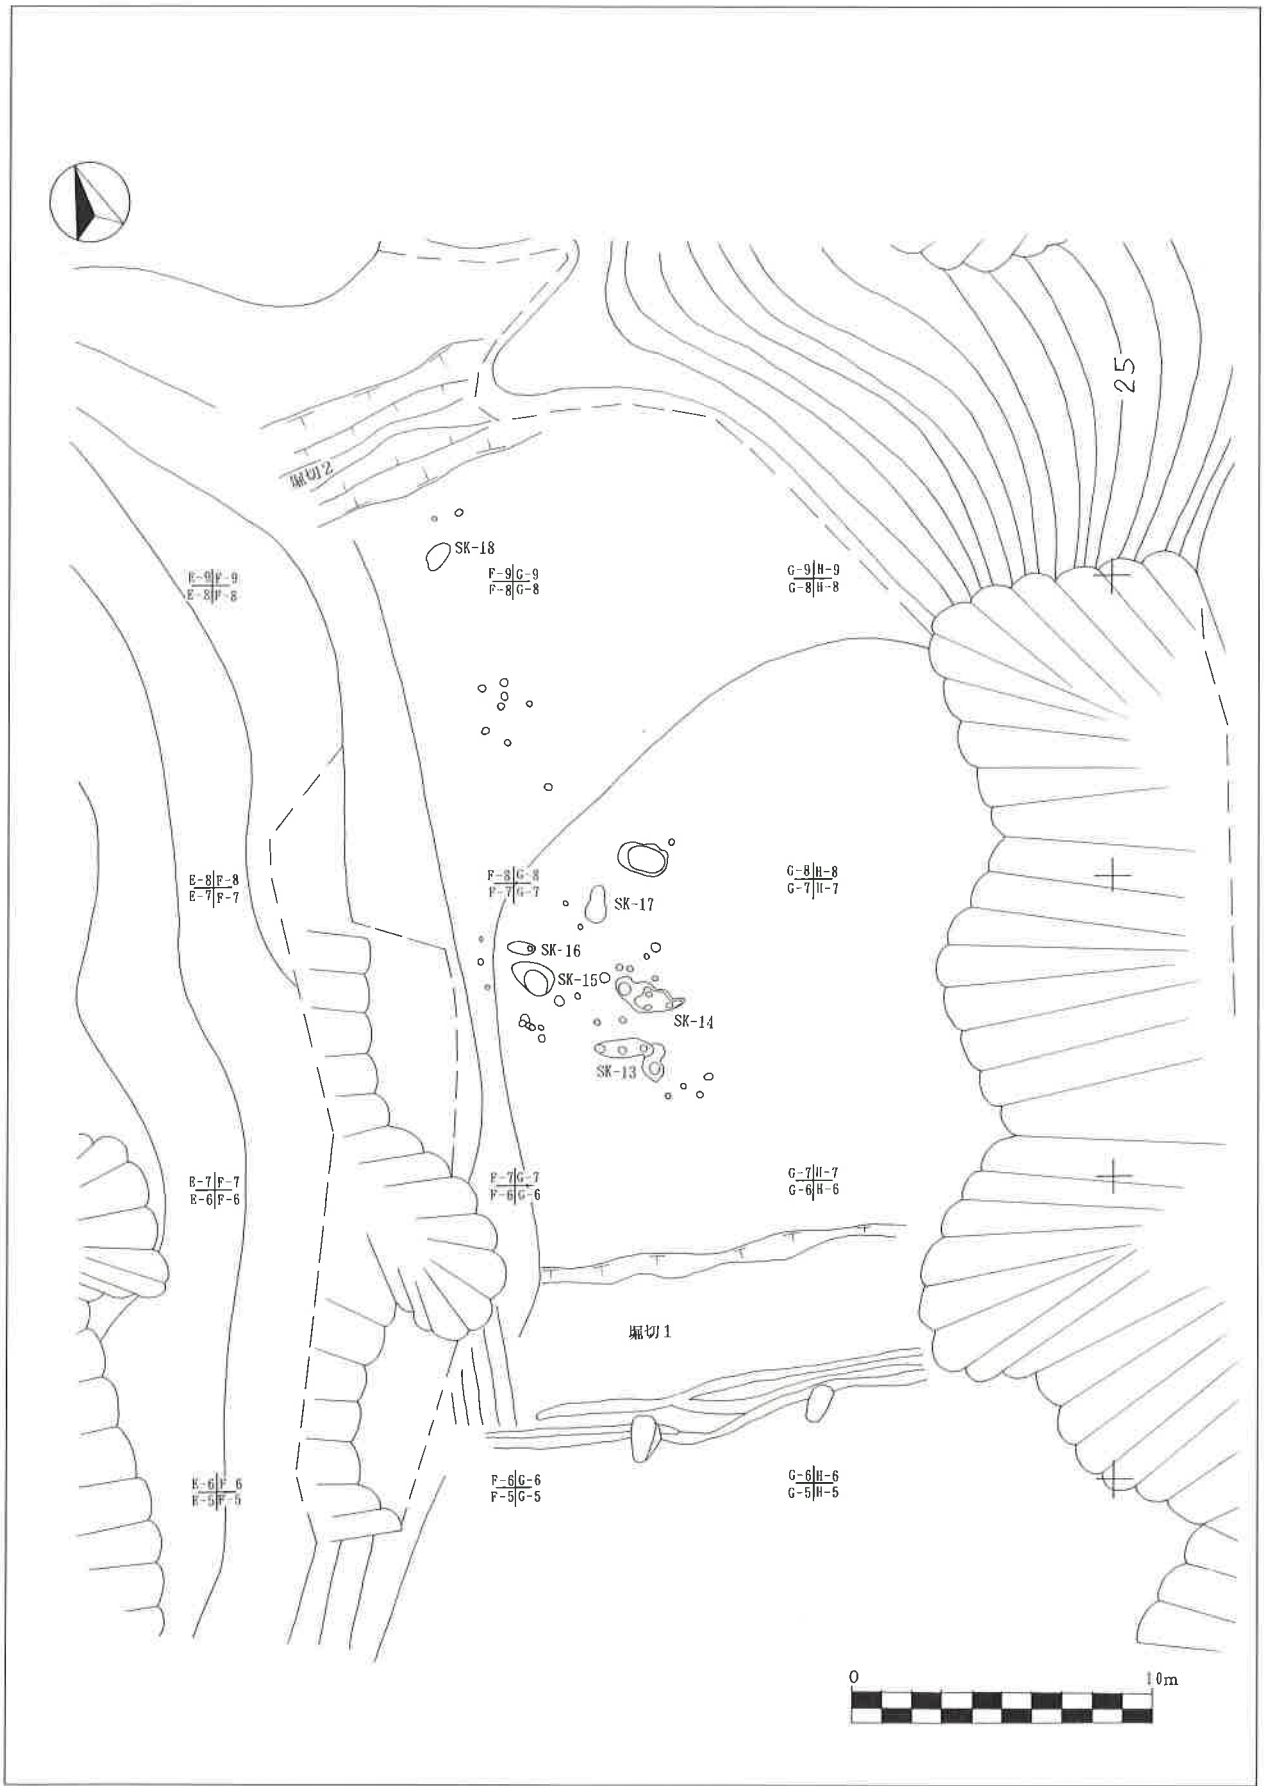 25
堀切2
SK-18
E-9 F-9
E-8 F-8
F-9 G-9
F-8 G-8
G-9 H-9
G-8 H-8
E-8 F-8
E-7 F-7
F-8 G-8
F-7 G-7
G-8 H-8
G-7 H-7
SK-17
SK-16
SK-15
SK-14
SK-13
E-7 F-7
E-6 F-6
F-7 G-7
F-6 G-6
G-7 H-7
G-6 H-6
堀切1
E-6 F-6
E-5 F-5
F-6 G-6
F-5 G-5
G-6 H-6
G-5 H-5
0 10m